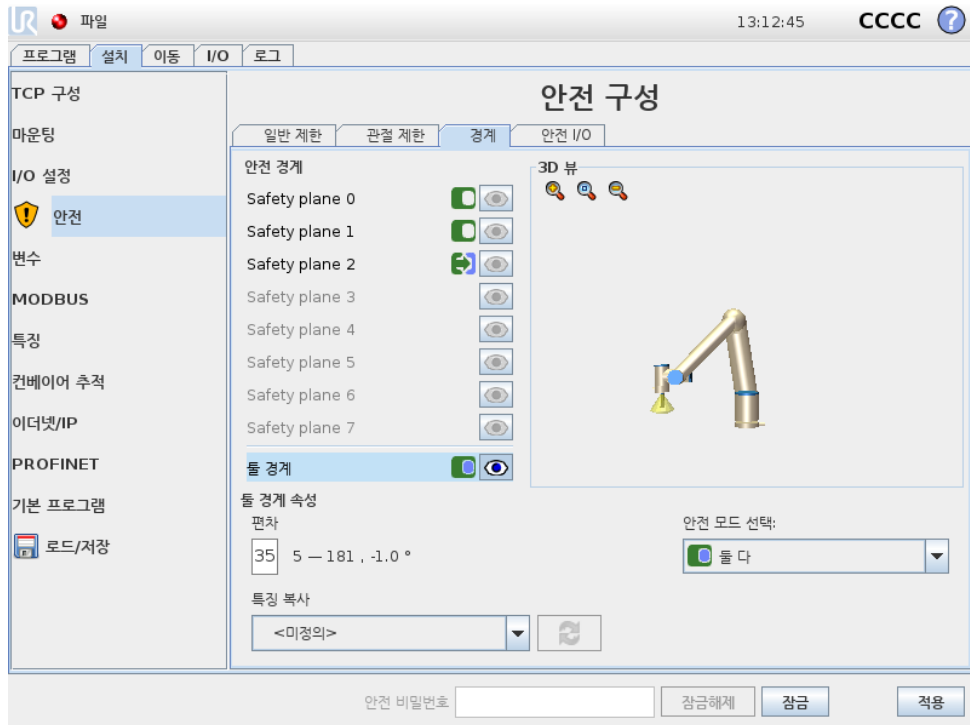 UR 파일 13:12:45 CCCC ?
프로그램 설치 이동 I/O 로그
TCP 구성
마운팅
I/O 설정
안전
변수
MODBUS
특징
컨베이어 추적
이더넷/IP
PROFINET
기본 프로그램
로드/저장
안전 구성
일반 제한 관절 제한 경계 안전 I/O
안전 경계
Safety plane 0
Safety plane 1
Safety plane 2
Safety plane 3
Safety plane 4
Safety plane 5
Safety plane 6
Safety plane 7
툴 경계
3D 뷰
툴 경계 속성
편차
35 5 — 181 , -1.0 °
특징 복사
<미정의>
안전 모드 선택:
둘 다
안전 비밀번호 잠금해제 잠금 적용